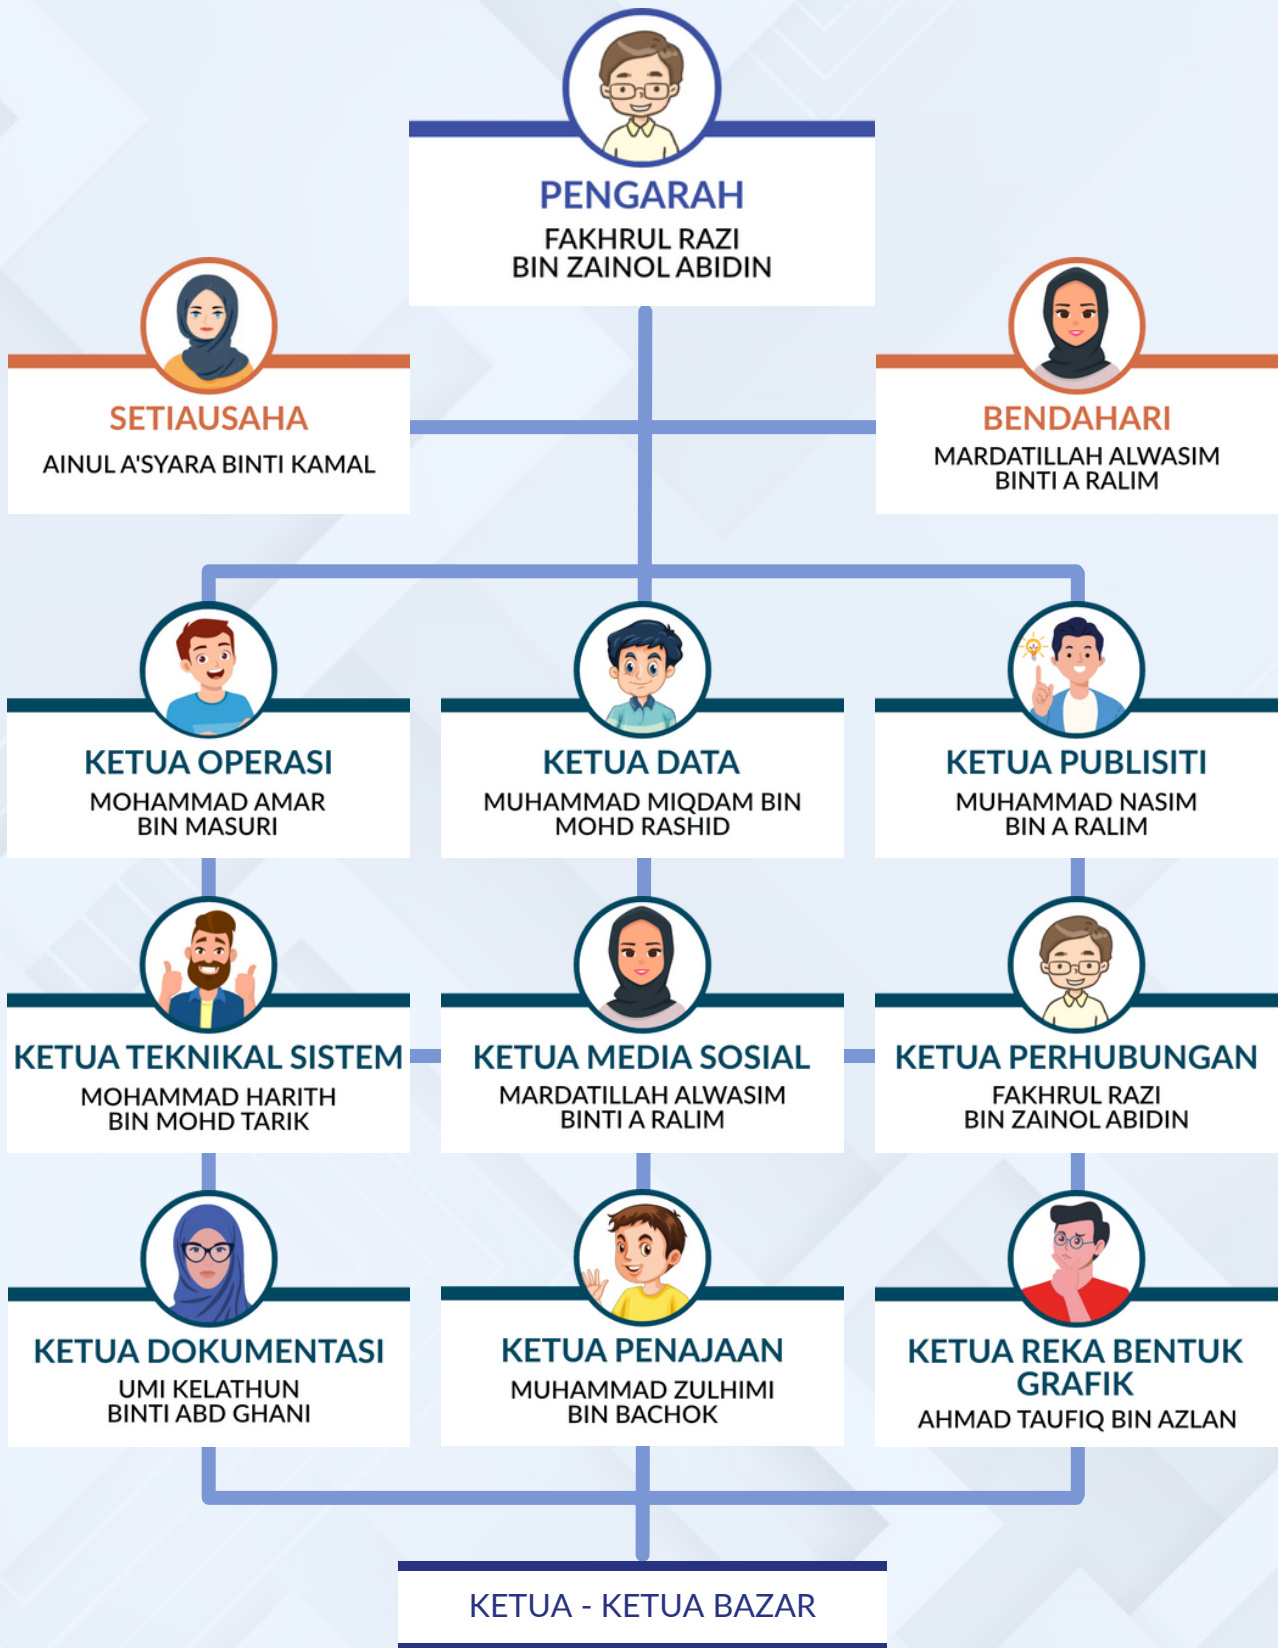 PENGARAH
FAKHRUL RAZI
BIN ZAINOL ABIDIN
SETIAUSAHA
AINUL A'SYARA BINTI KAMAL
BENDAHARI
MARDATILLAH ALWASIM
BINTI A RALIM
KETUA OPERASI
MOHAMMAD AMAR
BIN MASURI
KETUA DATA
MUHAMMAD MIQDAM BIN
MOHD RASHID
KETUA PUBLISITI
MUHAMMAD NASIM
BIN A RALIM
KETUA TEKNIKAL SISTEM
MOHAMMAD HARITH
BIN MOHD TARIK
KETUA MEDIA SOSIAL
MARDATILLAH ALWASIM
BINTI A RALIM
KETUA PERHUBUNGAN
FAKHRUL RAZI
BIN ZAINOL ABIDIN
KETUA DOKUMENTASI
UMI KELATHUN
BINTI ABD GHANI
KETUA PENAJAAN
MUHAMMAD ZULHIMI
BIN BACHOK
KETUA REKA BENTUK
GRAFIK
AHMAD TAUFIQ BIN AZLAN
KETUA - KETUA BAZAR